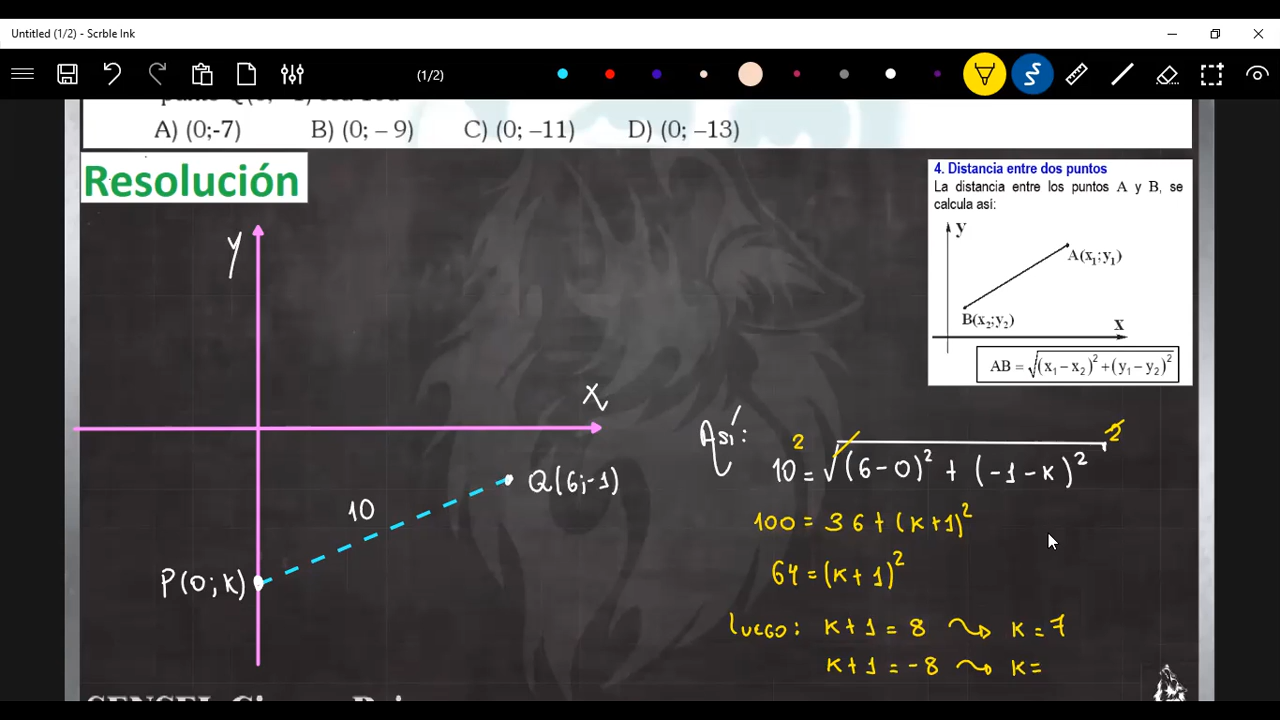 Untitled (1/2) - Scrble Ink
(1/2)
A) (0;-7) B) (0; – 9) C) (0; –11) D) (0; –13)
Resolución
4. Distancia entre dos puntos
La distancia entre los puntos A y B, se
calcula así:
y
A(x₁;y₁)
B(x₂;y₂)
x
AB = √(x₁ – x₂)² + (y₁ – y₂)²
y
x
Q(6;-1)
10
P(0;K)
Así:
2 2
10 = √(6-0)² + (-1-K)²
100 = 36 + (K+1)²
64 = (K+1)²
Luego: K+1 = 8 K = 7
K+1 = -8 K =